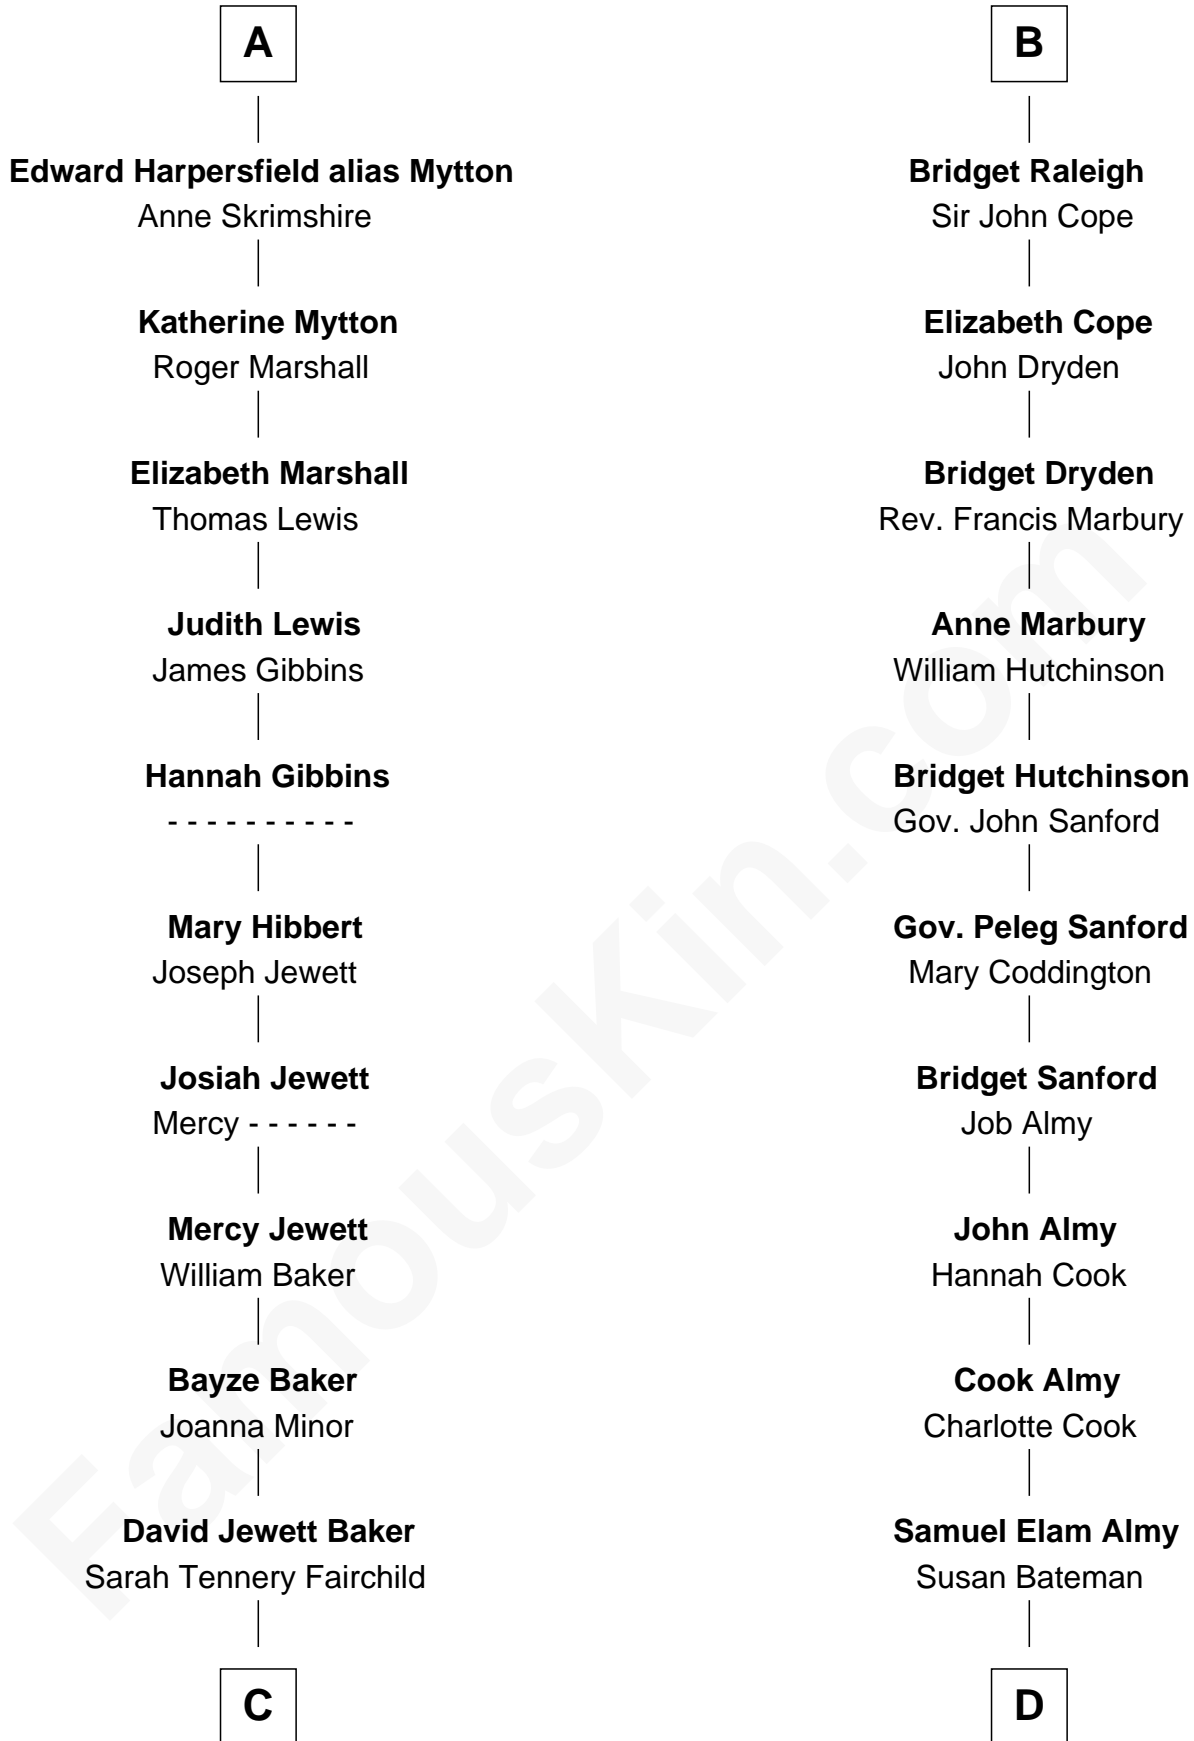 A
Edward Harpersfield alias Mytton
Anne Skrimshire
Katherine Mytton
Roger Marshall
Elizabeth Marshall
Thomas Lewis
Judith Lewis
James Gibbins
Hannah Gibbins
- - - - - - - - - -
Mary Hibbert
Joseph Jewett
Josiah Jewett
Mercy - - - - - -
Mercy Jewett
William Baker
Bayze Baker
Joanna Minor
David Jewett Baker
Sarah Tennery Fairchild
C
B
Bridget Raleigh
Sir John Cope
Elizabeth Cope
John Dryden
Bridget Dryden
Rev. Francis Marbury
Anne Marbury
William Hutchinson
Bridget Hutchinson
Gov. John Sanford
Gov. Peleg Sanford
Mary Coddington
Bridget Sanford
Job Almy
John Almy
Hannah Cook
Cook Almy
Charlotte Cook
Samuel Elam Almy
Susan Bateman
D
FamousKin.com